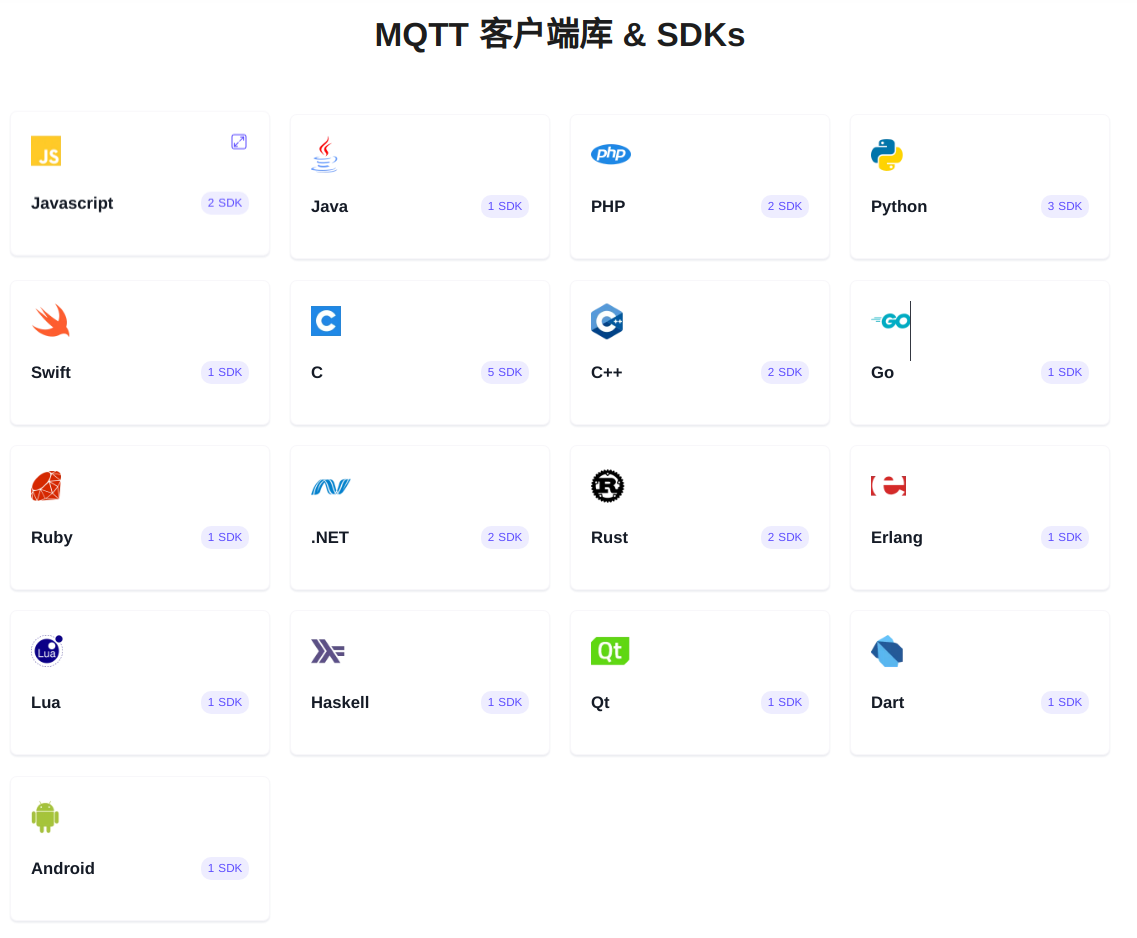 MQTT 客户端库 & SDKs
JS
Javascript 2 SDK
Java 1 SDK
php
PHP 2 SDK
Python 3 SDK
Swift 1 SDK
C
C 5 SDK
C++
C++ 2 SDK
GO
Go 1 SDK
Ruby 1 SDK
.NET 2 SDK
R
Rust 2 SDK
e
Erlang 1 SDK
Lua
Lua 1 SDK
Haskell 1 SDK
Qt
Qt 1 SDK
Dart 1 SDK
Android 1 SDK